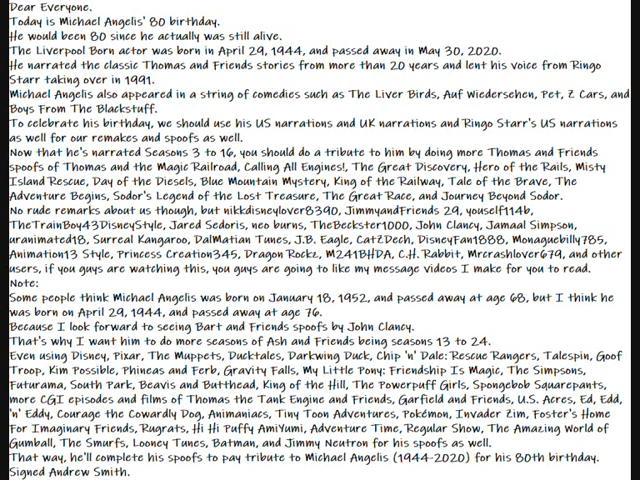 Dear Everyone.
Today is Michael Angelis' 80 birthday.
He would been 80 since he actually was still alive.
The Liverpool Born actor was born in April 29, 1944, and passed away in May 30, 2020.
He narrated the classic Thomas and Friends stories from more than 20 years and lent his voice from Ringo
Starr taking over in 1991.
Michael Angelis also appeared in a string of comedies such as The Liver Birds, Auf Wiedersehen, Pet, Z Cars, and
Boys From The Blackstuff.
To celebrate his birthday, we should use his US narrations and UK narrations and Ringo Starr's US narrations
as well for our remakes and spoofs as well.
Now that he's narrated Seasons 3 to 16, you should do a tribute to him by doing more Thomas and Friends
spoofs of Thomas and the Magic Railroad, Calling All Engines!, The Great Discovery, Hero of the Rails, Misty
Island Rescue, Day of the Diesels, Blue Mountain Mystery, King of the Railway, Tale of the Brave, The
Adventure Begins, Sodor's Legend of the Lost Treasure, The Great Race, and Journey Beyond Sodor.
No rude remarks about us though, but nikkdisneylover8390, JimmyandFriends 29, youself1146,
TheTrainBoy43DisneyStyle, Jared Sedoris, neo burns, TheBeckster1000, John Clancy, Jamaal Simpson,
uranimated18, Surreal Kangaroo, DalMatian Tunes, J.B. Eagle, CatZDech, DisneyFan1888, Monaguebilly785,
Animation13 Style, Princess Creation345, Dragon Rockz, M241BHDA, C.H. Rabbit, Mrcrashlover679, and other
users, if you guys are watching this, you guys are going to like my message videos I make for you to read.
Note:
Some people think Michael Angelis was born on January 18, 1952, and passed away at age 68, but I think he
was born on April 29, 1944, and passed away at age 76.
Because I look forward to seeing Bart and Friends spoofs by John Clancy.
That's why I want him to do more seasons of Ash and Friends being seasons 13 to 24.
Even using Disney, Pixar, The Muppets, Ducktales, Darkwing Duck, Chip 'n' Dale: Rescue Rangers, Talespin, Goof
Troop, Kim Possible, Phineas and Ferb, Gravity Falls, My Little Pony: Friendship Is Magic, The Simpsons,
Futurama, South Park, Beavis and Butthead, King of the Hill, The Powerpuff Girls, Spongebob Squarepants,
more CGI episodes and films of Thomas the Tank Engine and Friends, Garfield and Friends, U.S. Acres, Ed, Edd,
'n' Eddy, Courage the Cowardly Dog, Animaniacs, Tiny Toon Adventures, Pokémon, Invader Zim, Foster's Home
For Imaginary Friends, Rugrats, Hi Hi Puffy AmiYumi, Adventure Time, Regular Show, The Amazing World of
Gumball, The Smurfs, Looney Tunes, Batman, and Jimmy Neutron for his spoofs as well.
That way, he'll complete his spoofs to pay tribute to Michael Angelis (1944-2020) for his 80th birthday.
Signed Andrew Smith.